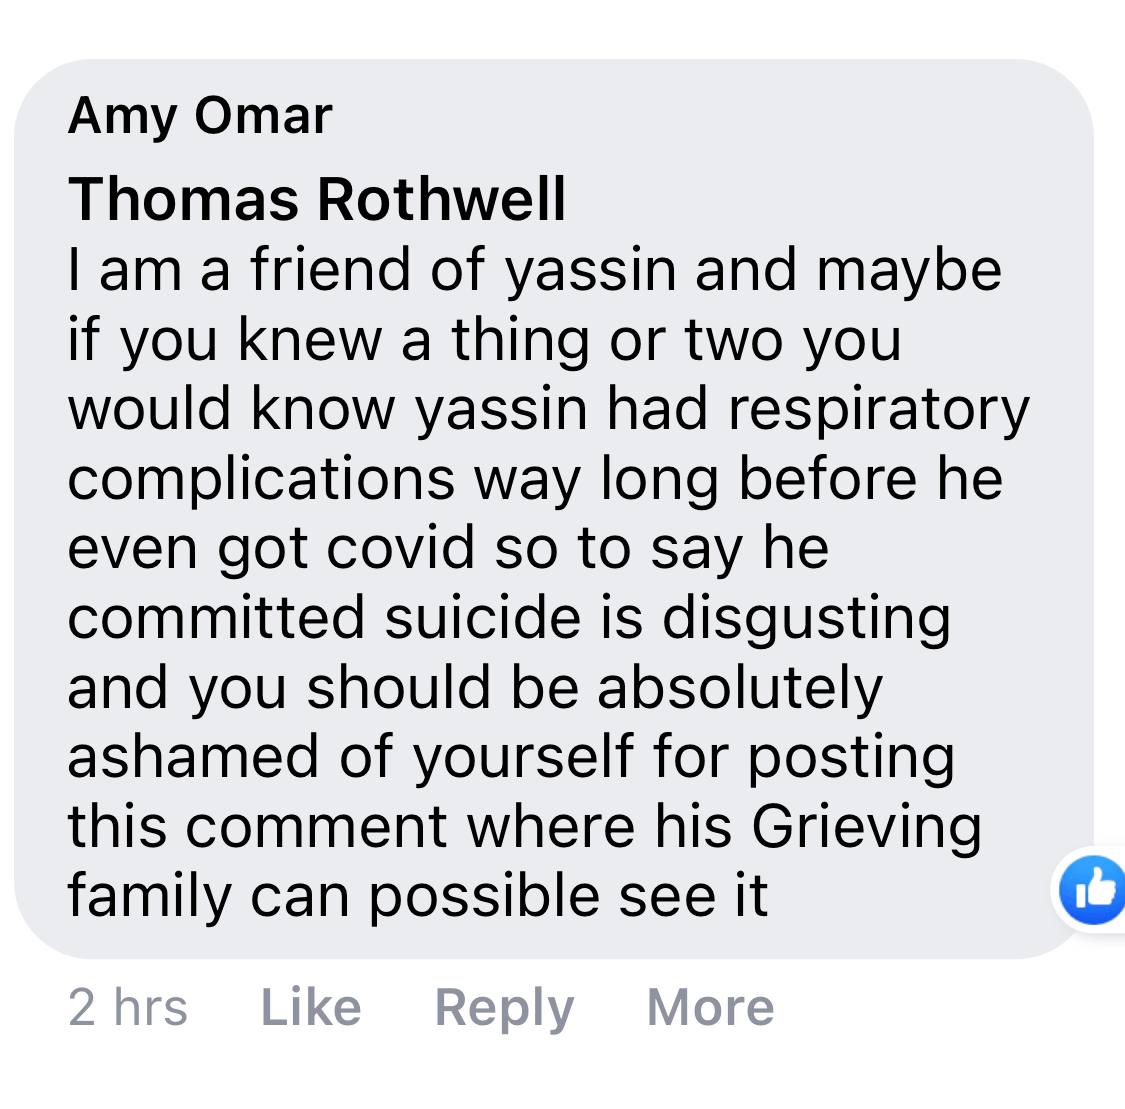 Amy Omar
Thomas Rothwell
I am a friend of yassin and maybe
if you knew a thing or two you
would know yassin had respiratory
complications way long before he
even got covid so to say he
committed suicide is disgusting
and you should be absolutely
ashamed of yourself for posting
this comment where his Grieving
family can possible see it
2 hrs Like Reply More